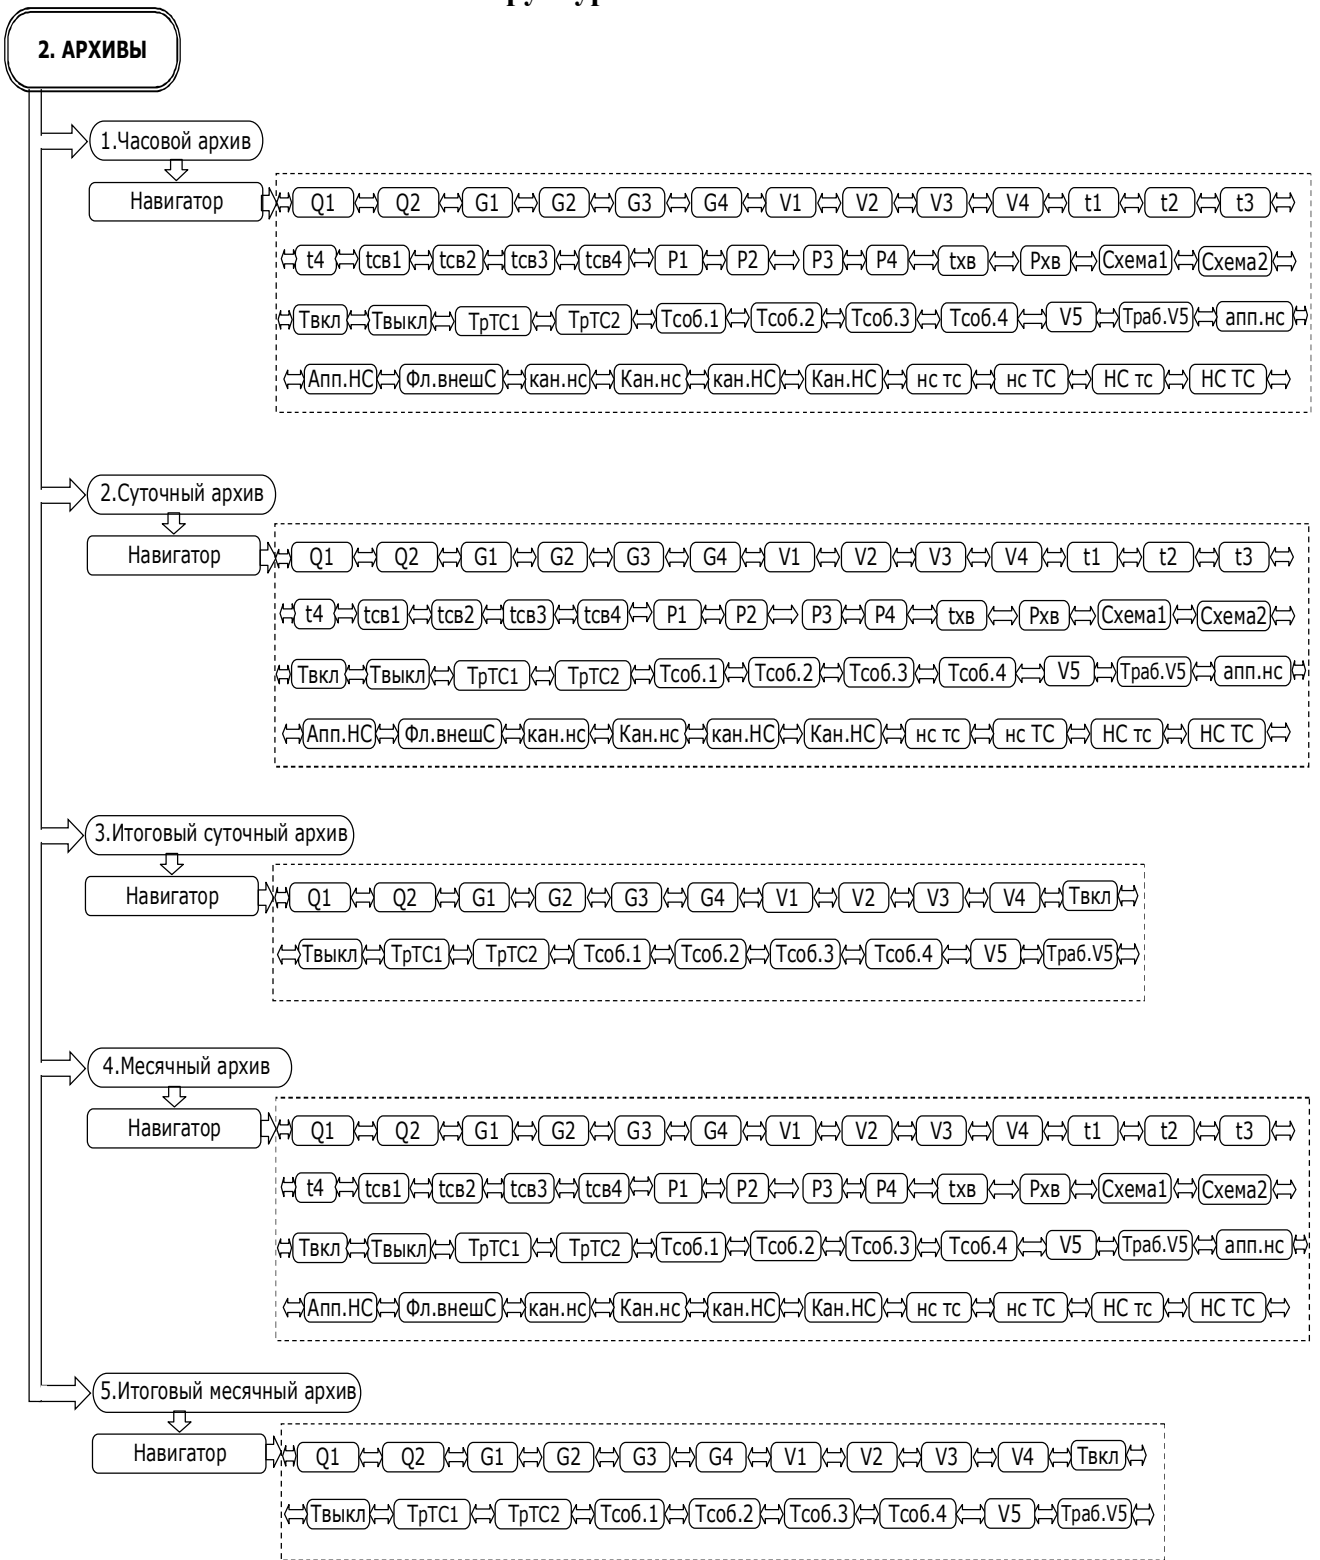 2. АРХИВЫ
1.Часовой архив
Навигатор
Q1 Q2 G1 G2 G3 G4 V1 V2 V3 V4 t1 t2 t3
t4 tсв1 tсв2 tсв3 tсв4 P1 P2 P3 P4 tхв Pхв Схема1 Схема2
Твкл Твыкл ТрТС1 ТрТС2 Тсоб.1 Тсоб.2 Тсоб.3 Тсоб.4 V5 Траб.V5 апп.нс
Апп.НС Фл.внешС кан.нс Кан.нс кан.НС Кан.НС нс тс нс ТС НС тс НС ТС
2.Суточный архив
Навигатор
Q1 Q2 G1 G2 G3 G4 V1 V2 V3 V4 t1 t2 t3
t4 tсв1 tсв2 tсв3 tсв4 P1 P2 P3 P4 tхв Pхв Схема1 Схема2
Твкл Твыкл ТрТС1 ТрТС2 Тсоб.1 Тсоб.2 Тсоб.3 Тсоб.4 V5 Траб.V5 апп.нс
Апп.НС Фл.внешС кан.нс Кан.нс кан.НС Кан.НС нс тс нс ТС НС тс НС ТС
3.Итоговый суточный архив
Навигатор
Q1 Q2 G1 G2 G3 G4 V1 V2 V3 V4 Твкл
Твыкл ТрТС1 ТрТС2 Тсоб.1 Тсоб.2 Тсоб.3 Тсоб.4 V5 Траб.V5
4.Месячный архив
Навигатор
Q1 Q2 G1 G2 G3 G4 V1 V2 V3 V4 t1 t2 t3
t4 tсв1 tсв2 tсв3 tсв4 P1 P2 P3 P4 tхв Pхв Схема1 Схема2
Твкл Твыкл ТрТС1 ТрТС2 Тсоб.1 Тсоб.2 Тсоб.3 Тсоб.4 V5 Траб.V5 апп.нс
Апп.НС Фл.внешС кан.нс Кан.нс кан.НС Кан.НС нс тс нс ТС НС тс НС ТС
5.Итоговый месячный архив
Навигатор
Q1 Q2 G1 G2 G3 G4 V1 V2 V3 V4 Твкл
Твыкл ТрТС1 ТрТС2 Тсоб.1 Тсоб.2 Тсоб.3 Тсоб.4 V5 Траб.V5